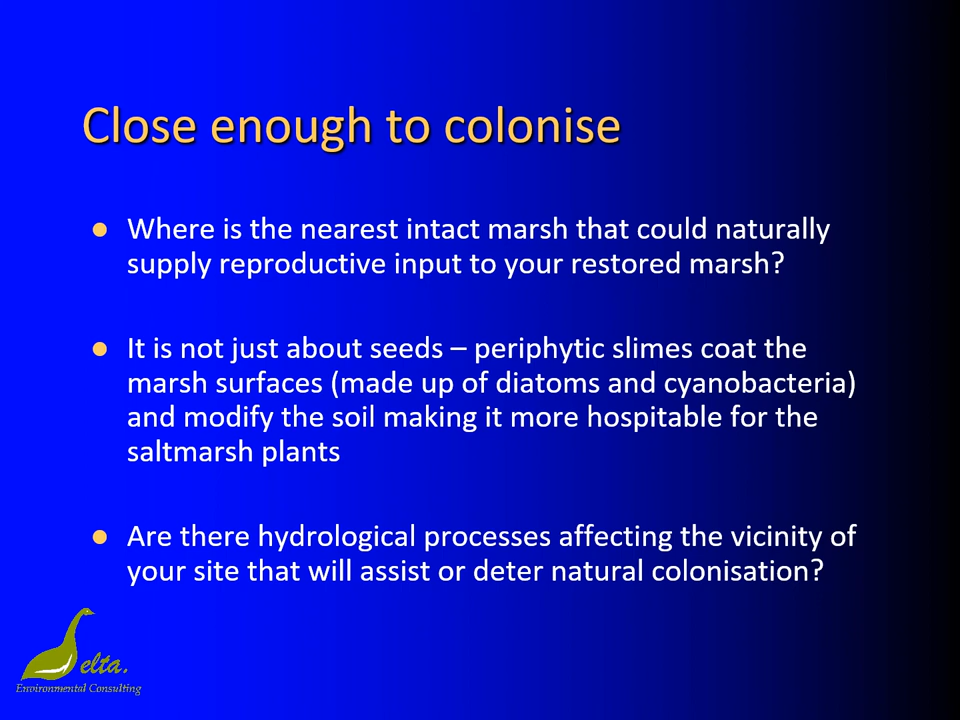 Close enough to colonise
Where is the nearest intact marsh that could naturally
supply reproductive input to your restored marsh?
It is not just about seeds – periphytic slimes coat the
marsh surfaces (made up of diatoms and cyanobacteria)
and modify the soil making it more hospitable for the
saltmarsh plants
Are there hydrological processes affecting the vicinity of
your site that will assist or deter natural colonisation?
elta.
Environmental Consulting